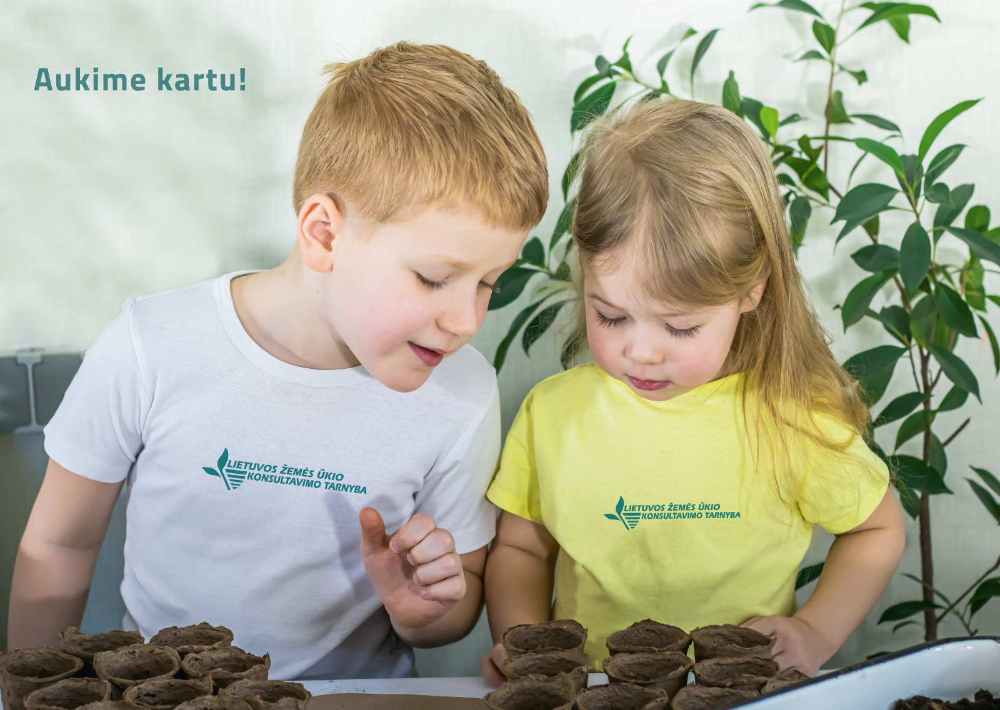 Aukime kartu!
LIETUVOS ŽEMĖS ŪKIO
KONSULTAVIMO TARNYBA
LIETUVOS ŽEMĖS ŪKIO
KONSULTAVIMO TARNYBA